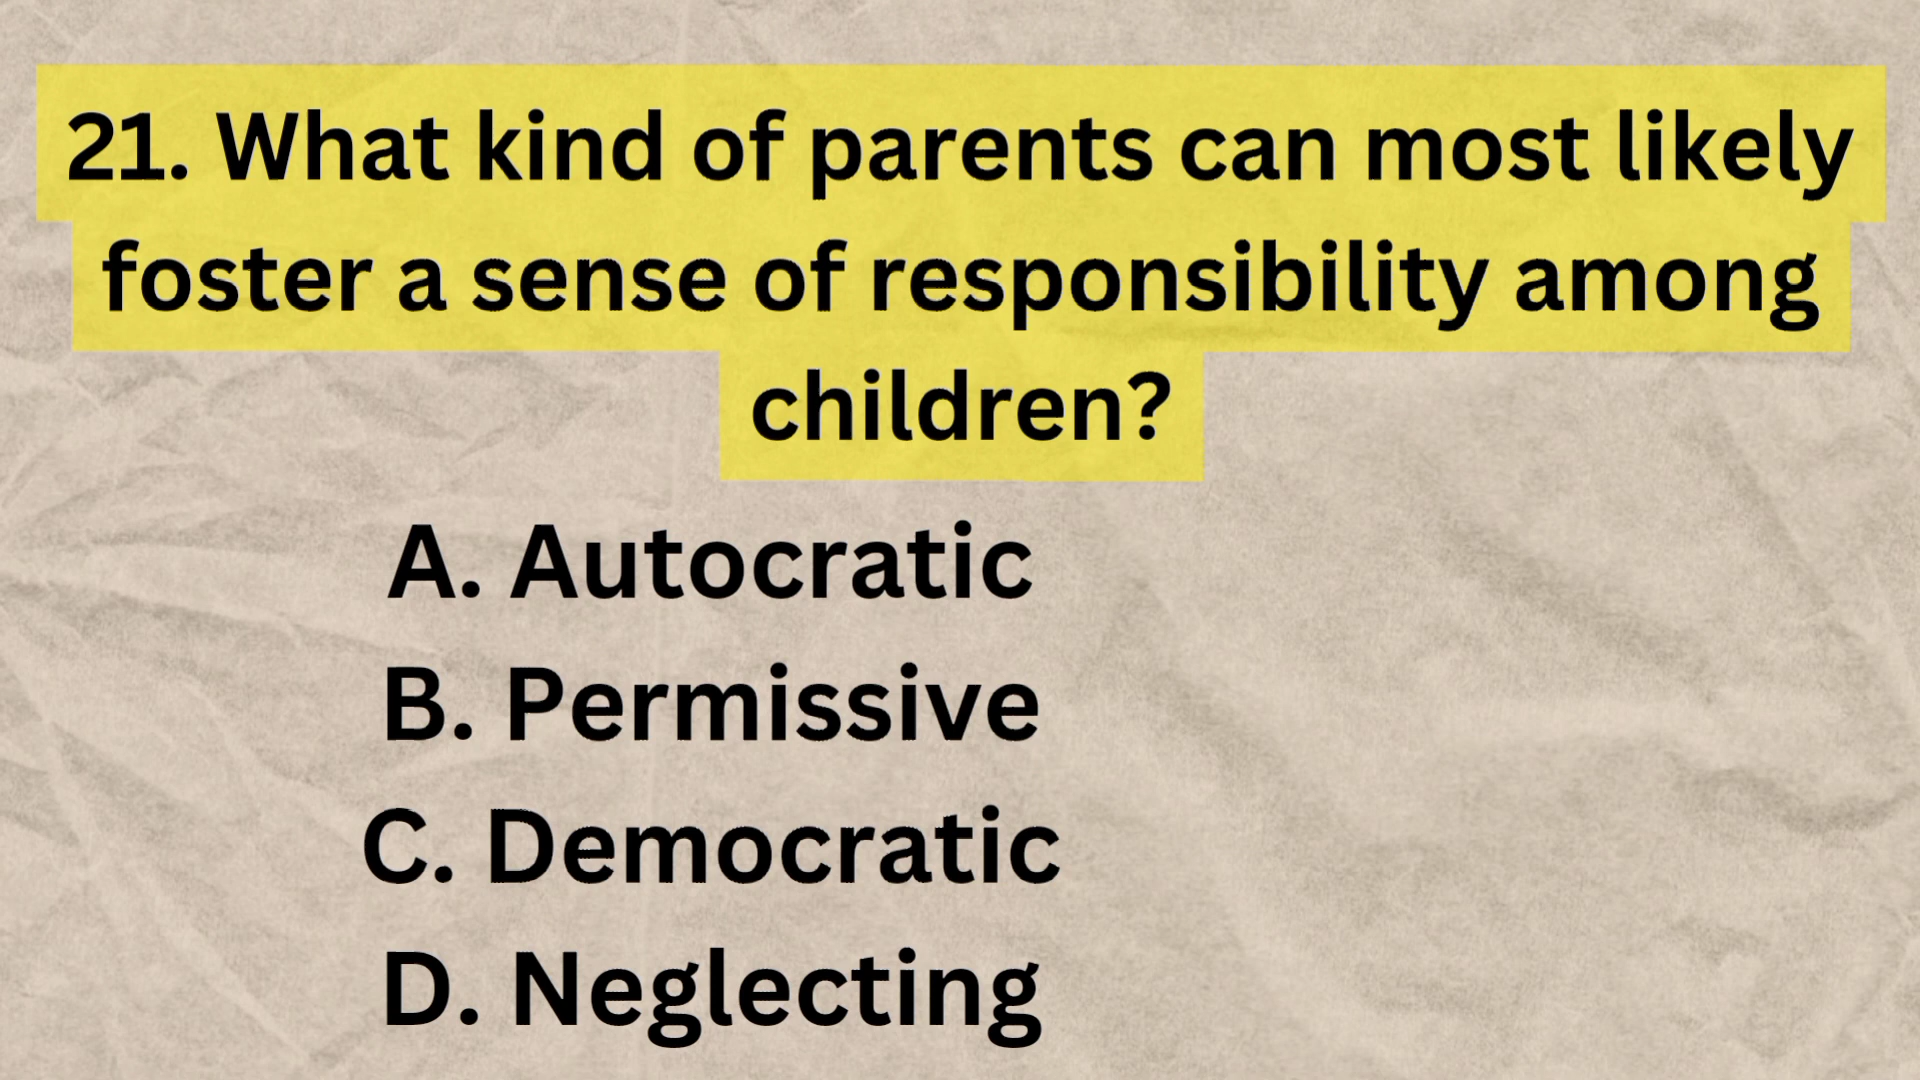 21. What kind of parents can most likely
foster a sense of responsibility among
children?
A. Autocratic
B. Permissive
C. Democratic
D. Neglecting